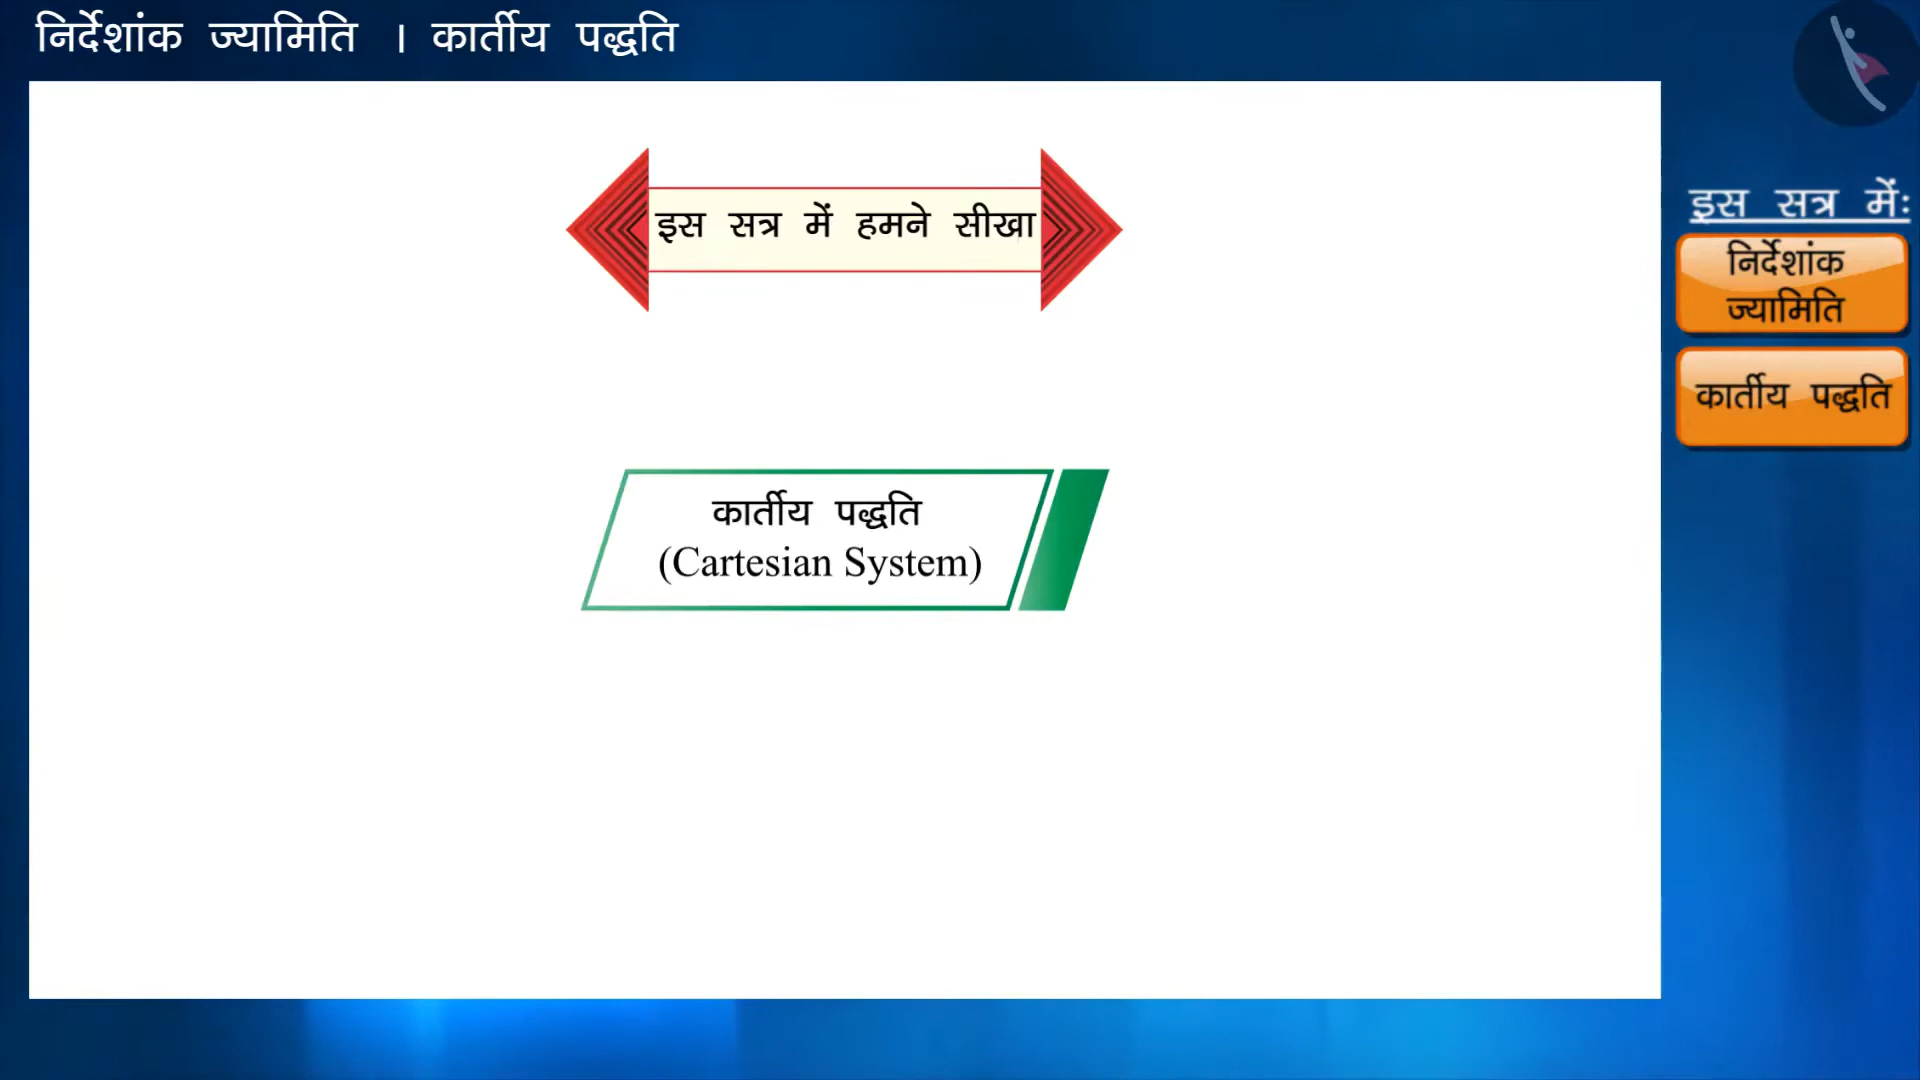 निर्देशांक ज्यामिति । कार्तीय पद्धति
इस सत्र में हमने सीखा
कार्तीय पद्धति
(Cartesian System)
इस सत्र में:
निर्देशांक
ज्यामिति
कार्तीय पद्धति